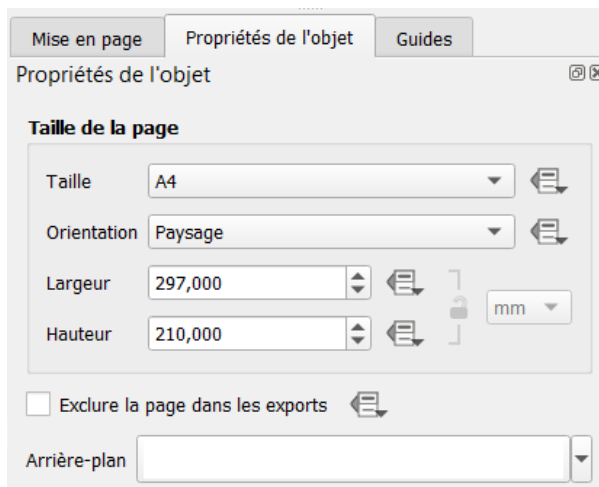 Mise en page Propriétés de l'objet Guides
Propriétés de l'objet
Taille de la page
Taille A4
Orientation Paysage
Largeur 297,000
mm
Hauteur 210,000
Exclure la page dans les exports
Arrière-plan